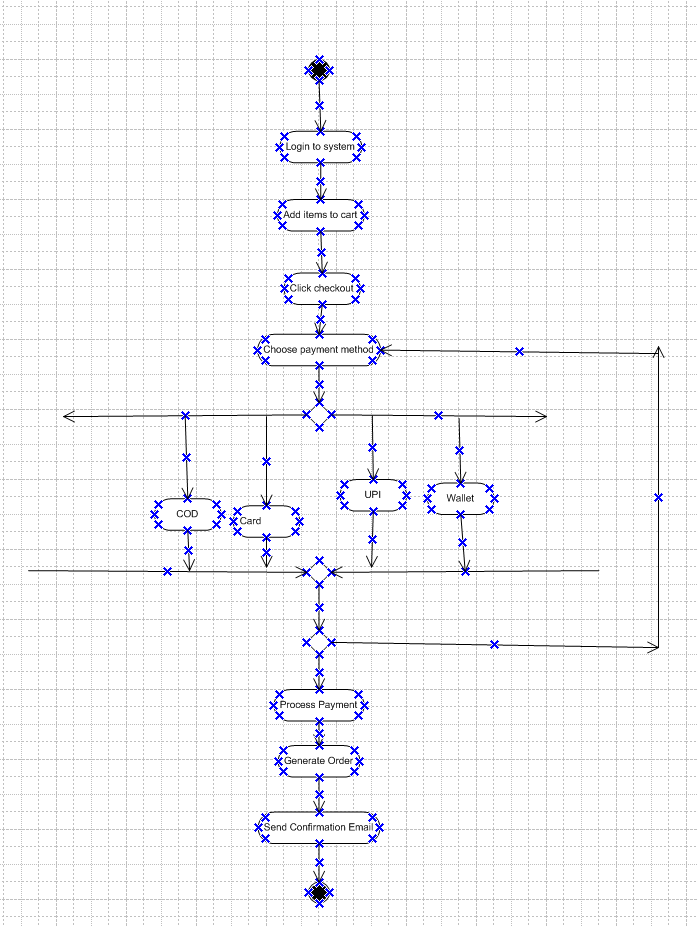 Login to system
Add items to cart
Click checkout
Choose payment method
COD
Card
UPI
Wallet
Process Payment
Generate Order
Send Confirmation Email